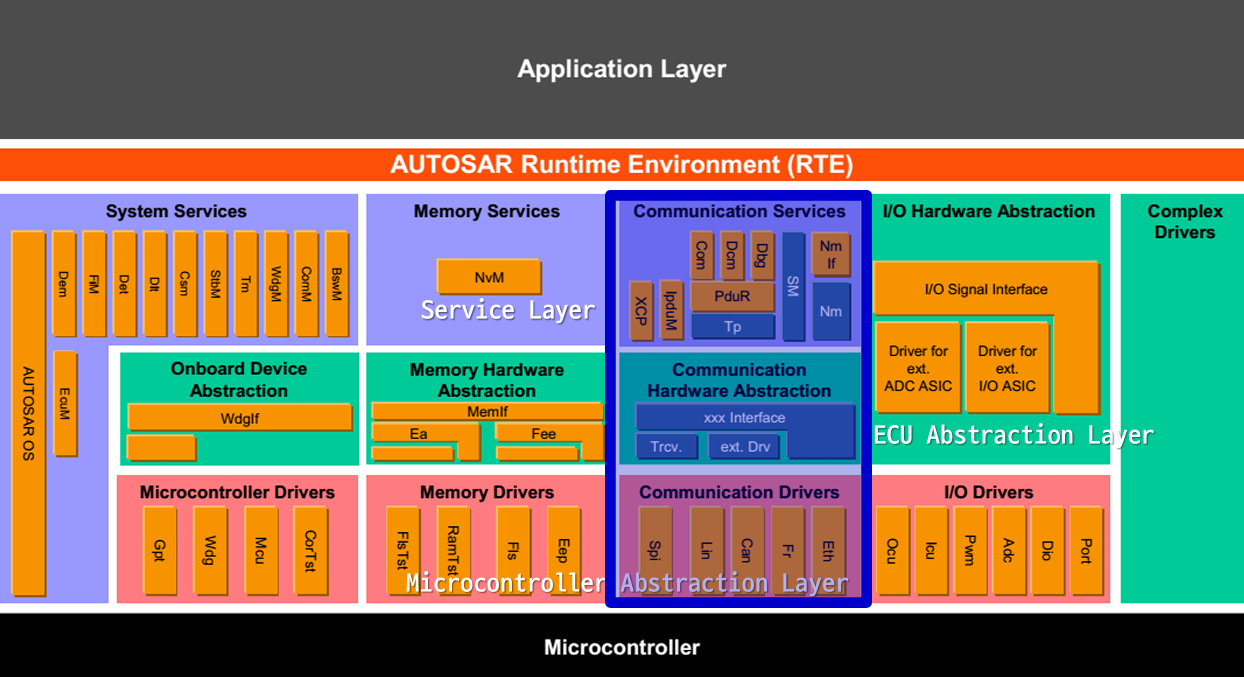 Application Layer
AUTOSAR Runtime Environment (RTE)
System Services
AUTOSAR OS
Dem
FiM
Det
Dlt
Csm
StbM
Tm
WdgM
ComM
BswM
EcuM
Memory Services
NvM
Service Layer
Communication Services
XCP
IpduM
Com
Dcm
Dbg
PduR
Tp
SM
Nm
If
Nm
I/O Hardware Abstraction
I/O Signal Interface
Driver for
ext.
ADC ASIC
Driver for
ext.
I/O ASIC
Complex
Drivers
Onboard Device
Abstraction
WdgIf
Memory Hardware
Abstraction
MemIf
Ea
Fee
Communication
Hardware Abstraction
xxx Interface
Trcv.
ext. Drv
ECU Abstraction Layer
Microcontroller Drivers
Gpt
Wdg
Mcu
CorTst
Memory Drivers
FlsTst
RamTst
Fls
Eep
Communication Drivers
Spi
Lin
Can
Fr
Eth
I/O Drivers
Ocu
Icu
Pwm
Adc
Dio
Port
Microcontroller Abstraction Layer
Microcontroller